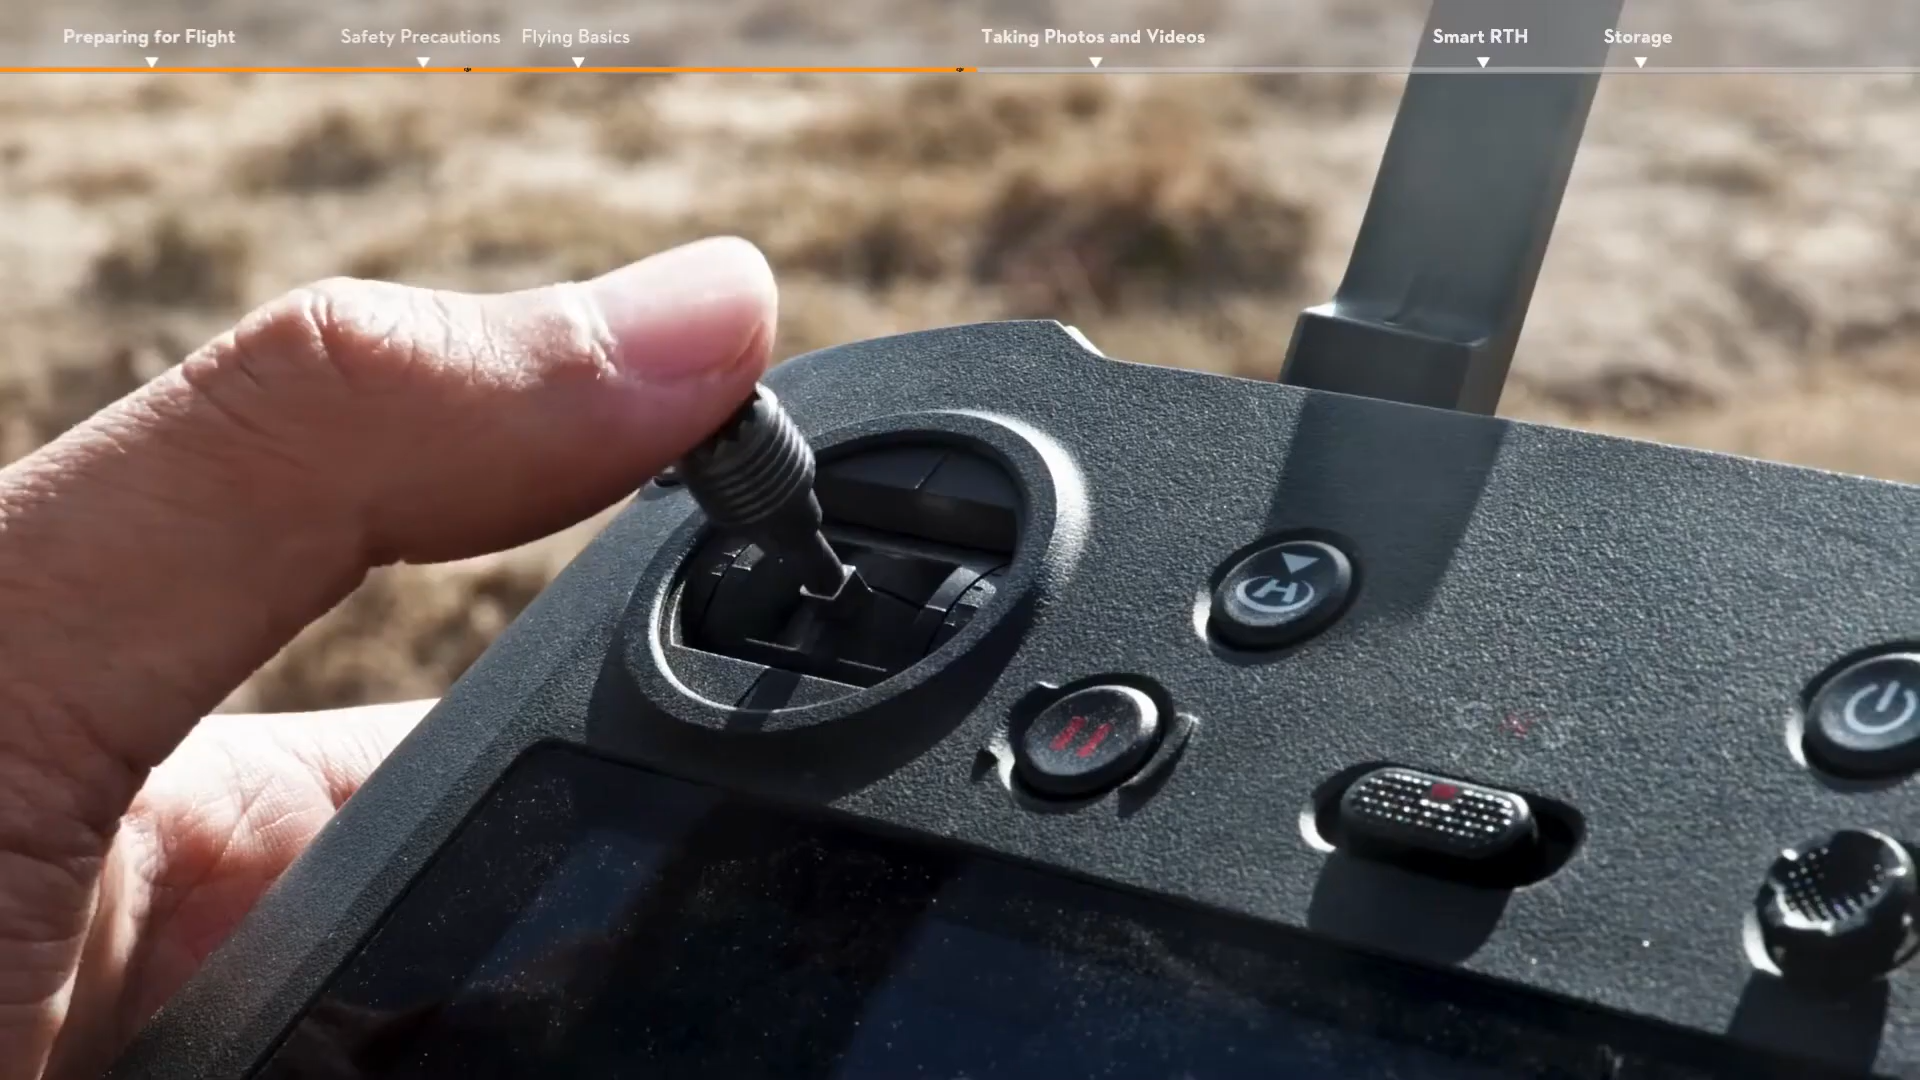 Preparing for Flight
Safety Precautions
Flying Basics
Taking Photos and Videos
Smart RTH
Storage
H